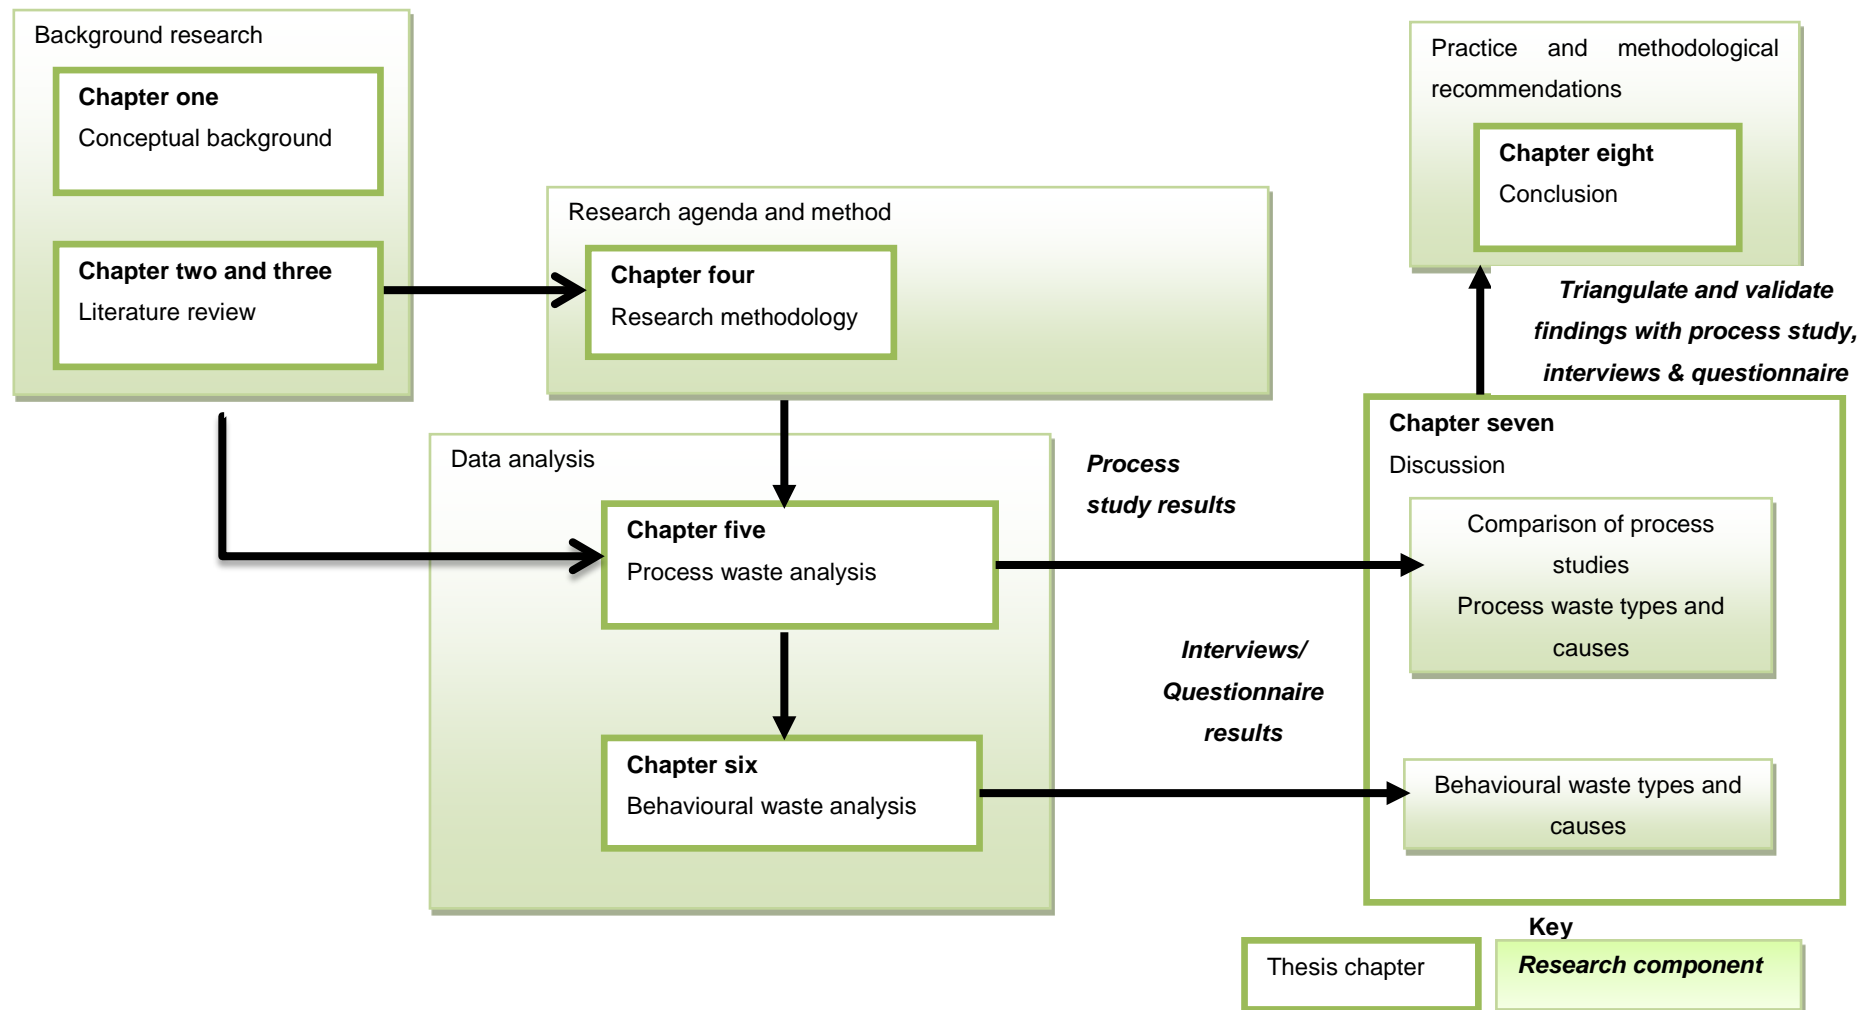 Background research
Chapter one
Conceptual background
Chapter two and three
Literature review
Research agenda and method
Chapter four
Research methodology
Data analysis
Chapter five
Process waste analysis
Chapter six
Behavioural waste analysis
Process
study results
Interviews/
Questionnaire
results
Practice and methodological
recommendations
Chapter eight
Conclusion
Triangulate and validate
findings with process study,
interviews & questionnaire
Chapter seven
Discussion
Comparison of process
studies
Process waste types and
causes
Behavioural waste types and
causes
Key
Thesis chapter
Research component